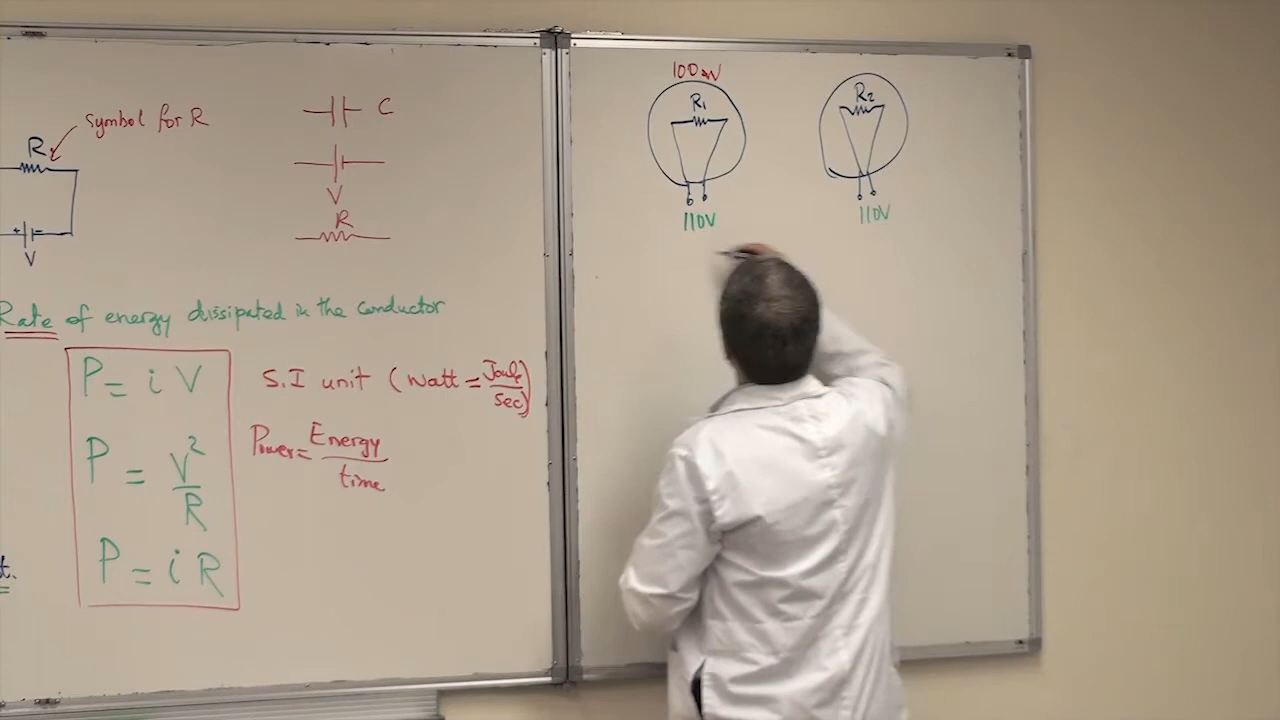 symbol for R
R
V
C
V
R
Rate of energy dissipated in the conductor
P = i V
P = V²/R
P = i R
S.I unit (Watt = Joule/sec)
Power = Energy/time
t.
100 W
R₁
110V
R₂
110V